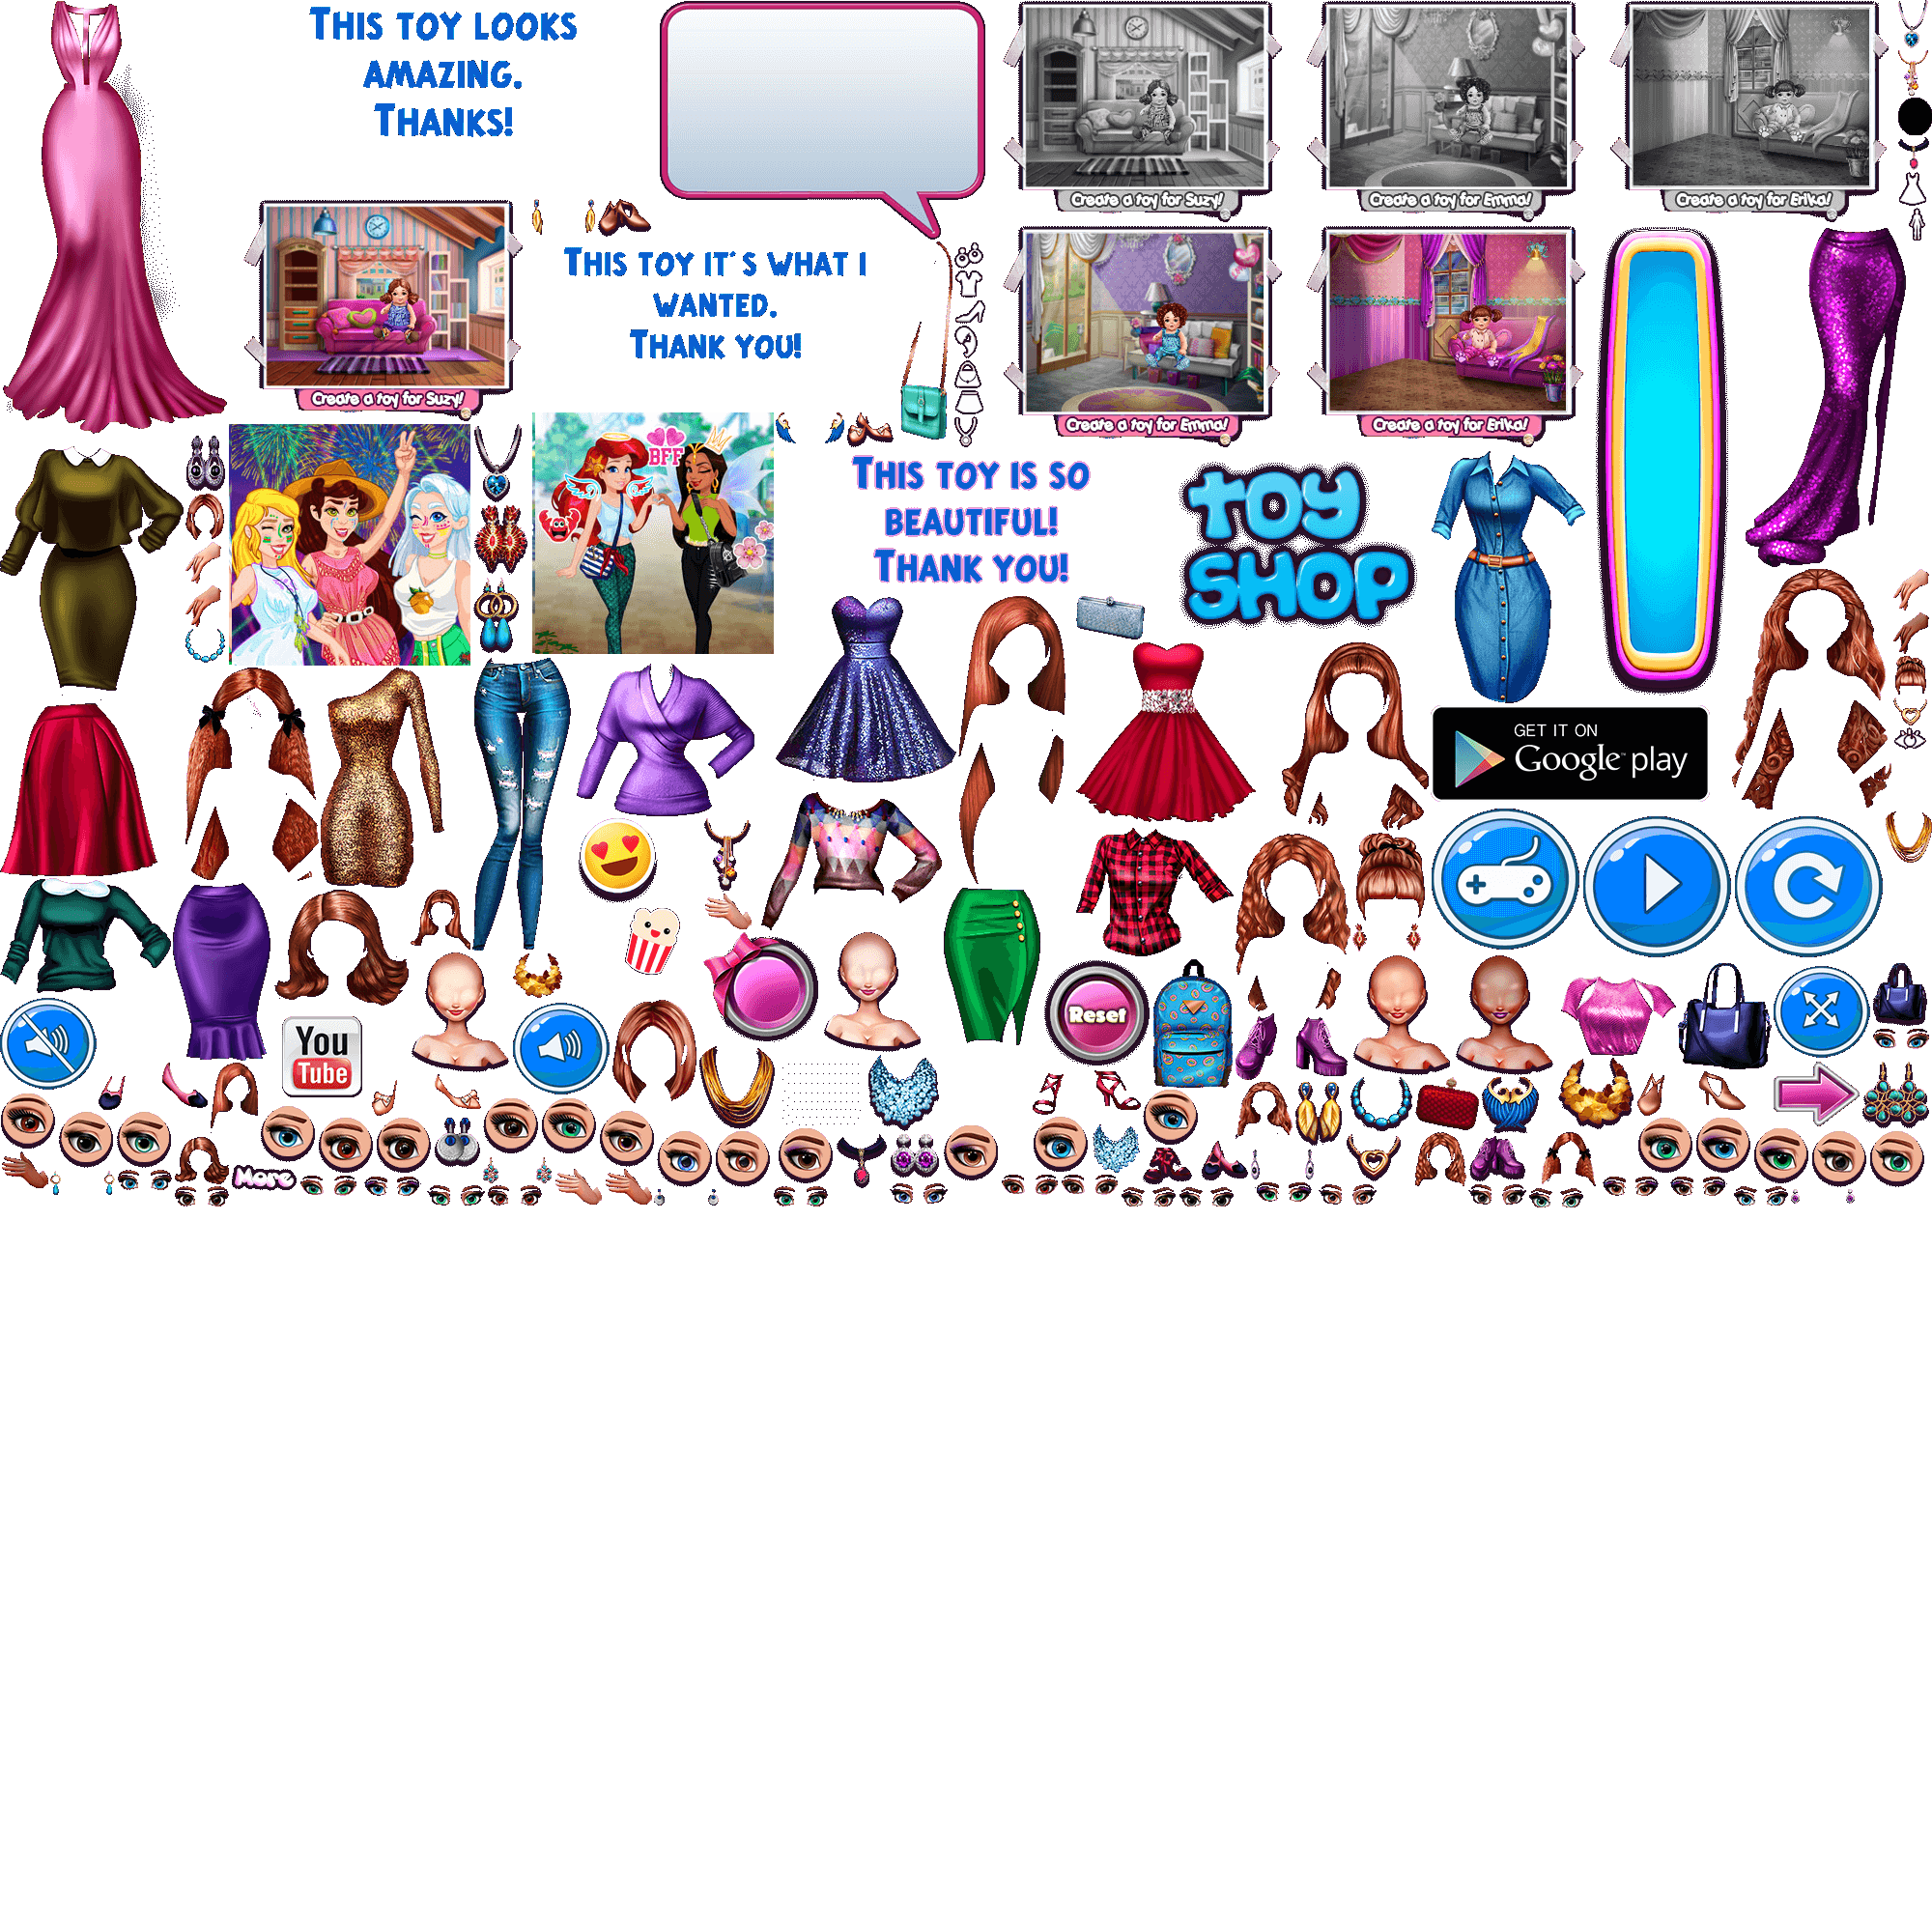 THIS TOY LOOKS
AMAZING.
THANKS!
Create a toy for Suzy!
Create a toy for Emma!
Create a toy for Erika!
Create a toy for Suzy!
THIS TOY IT'S WHAT I
WANTED.
THANK YOU!
Create a toy for Emma!
Create a toy for Erika!
BFF
THIS TOY IS SO
BEAUTIFUL!
THANK YOU!
TOY
SHOP
GET IT ON
Google play
Reset
You
Tube
More